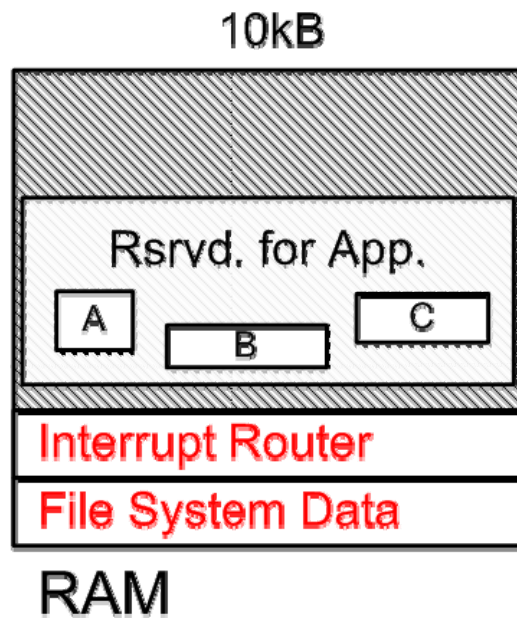 10kB
Rsrvd. for App.
A
B
C
Interrupt Router
File System Data
RAM